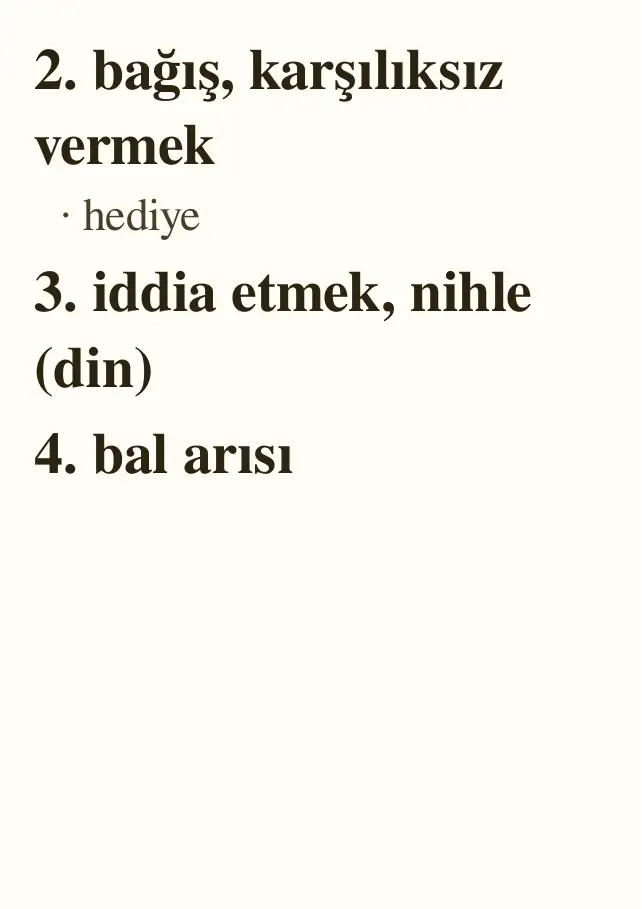 2. bağış, karşılıksız
vermek
· hediye
3. iddia etmek, nihle
(din)
4. bal arısı